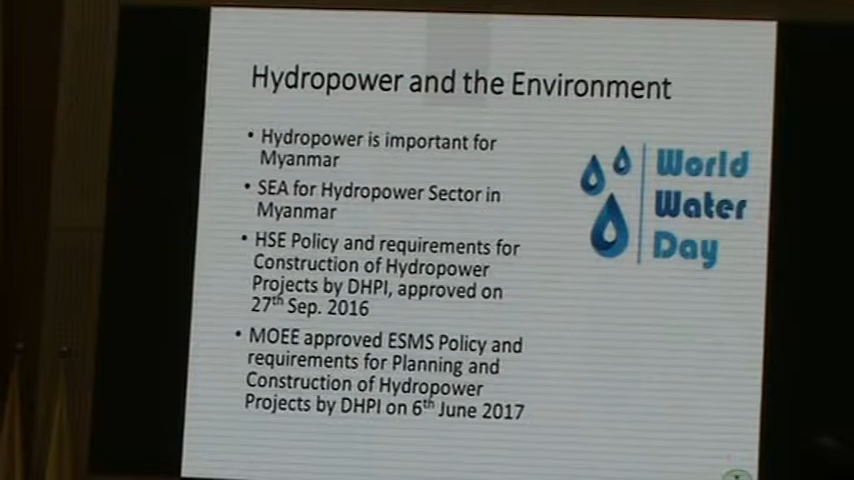 Hydropower and the Environment
• Hydropower is important for
Myanmar
• SEA for Hydropower Sector in
Myanmar
• HSE Policy and requirements for
Construction of Hydropower
Projects by DHPI, approved on
27th Sep. 2016
• MOEE approved ESMS Policy and
requirements for Planning and
Construction of Hydropower
Projects by DHPI on 6th June 2017
World
Water
Day